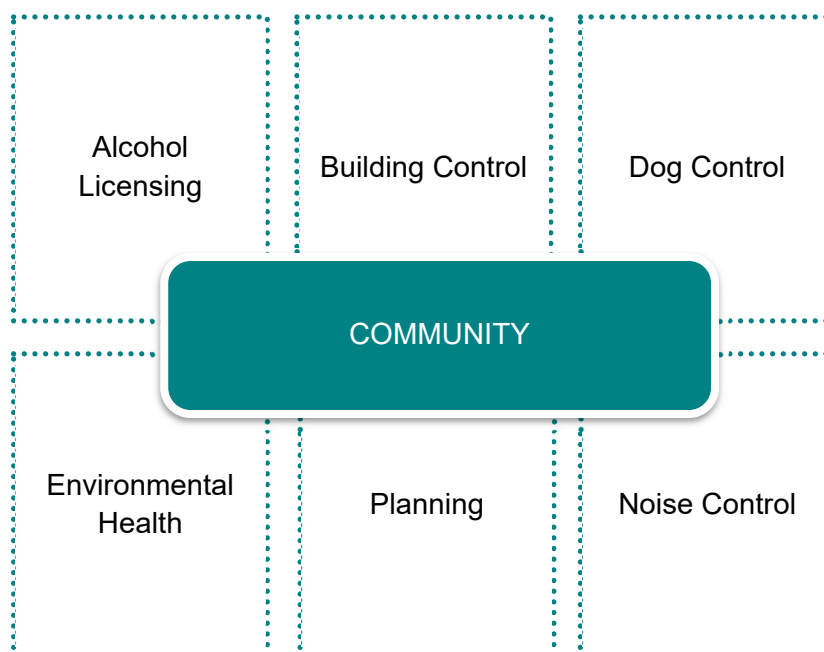 Alcohol
Licensing
Building Control
Dog Control
COMMUNITY
Environmental
Health
Planning
Noise Control